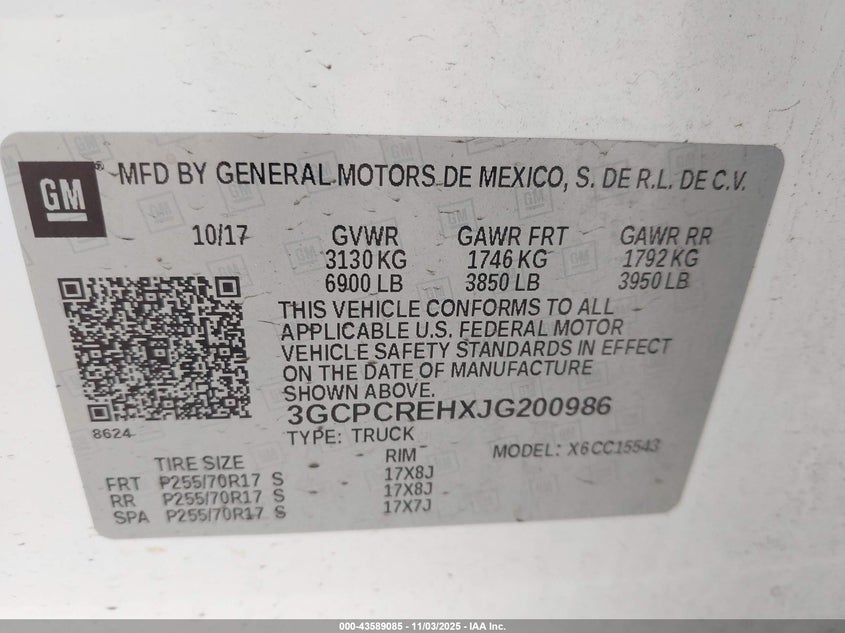 GM ® MFD BY GENERAL MOTORS DE MEXICO, S. DE R.L. DE C.V.
10/17 GVWR GAWR FRT GAWR RR
3130 KG 1746 KG 1792 KG
6900 LB 3850 LB 3950 LB
THIS VEHICLE CONFORMS TO ALL
APPLICABLE U.S. FEDERAL MOTOR
VEHICLE SAFETY STANDARDS IN EFFECT
ON THE DATE OF MANUFACTURE
SHOWN ABOVE.
3GCPCREHXJG200986
8624
TYPE: TRUCK MODEL: X6CC15543
TIRE SIZE RIM
FRT P255/70R17 S 17X8J
RR P255/70R17 S 17X8J
SPA P255/70R17 S 17X7J
000-43589085 - 11/03/2025 - IAA Inc.